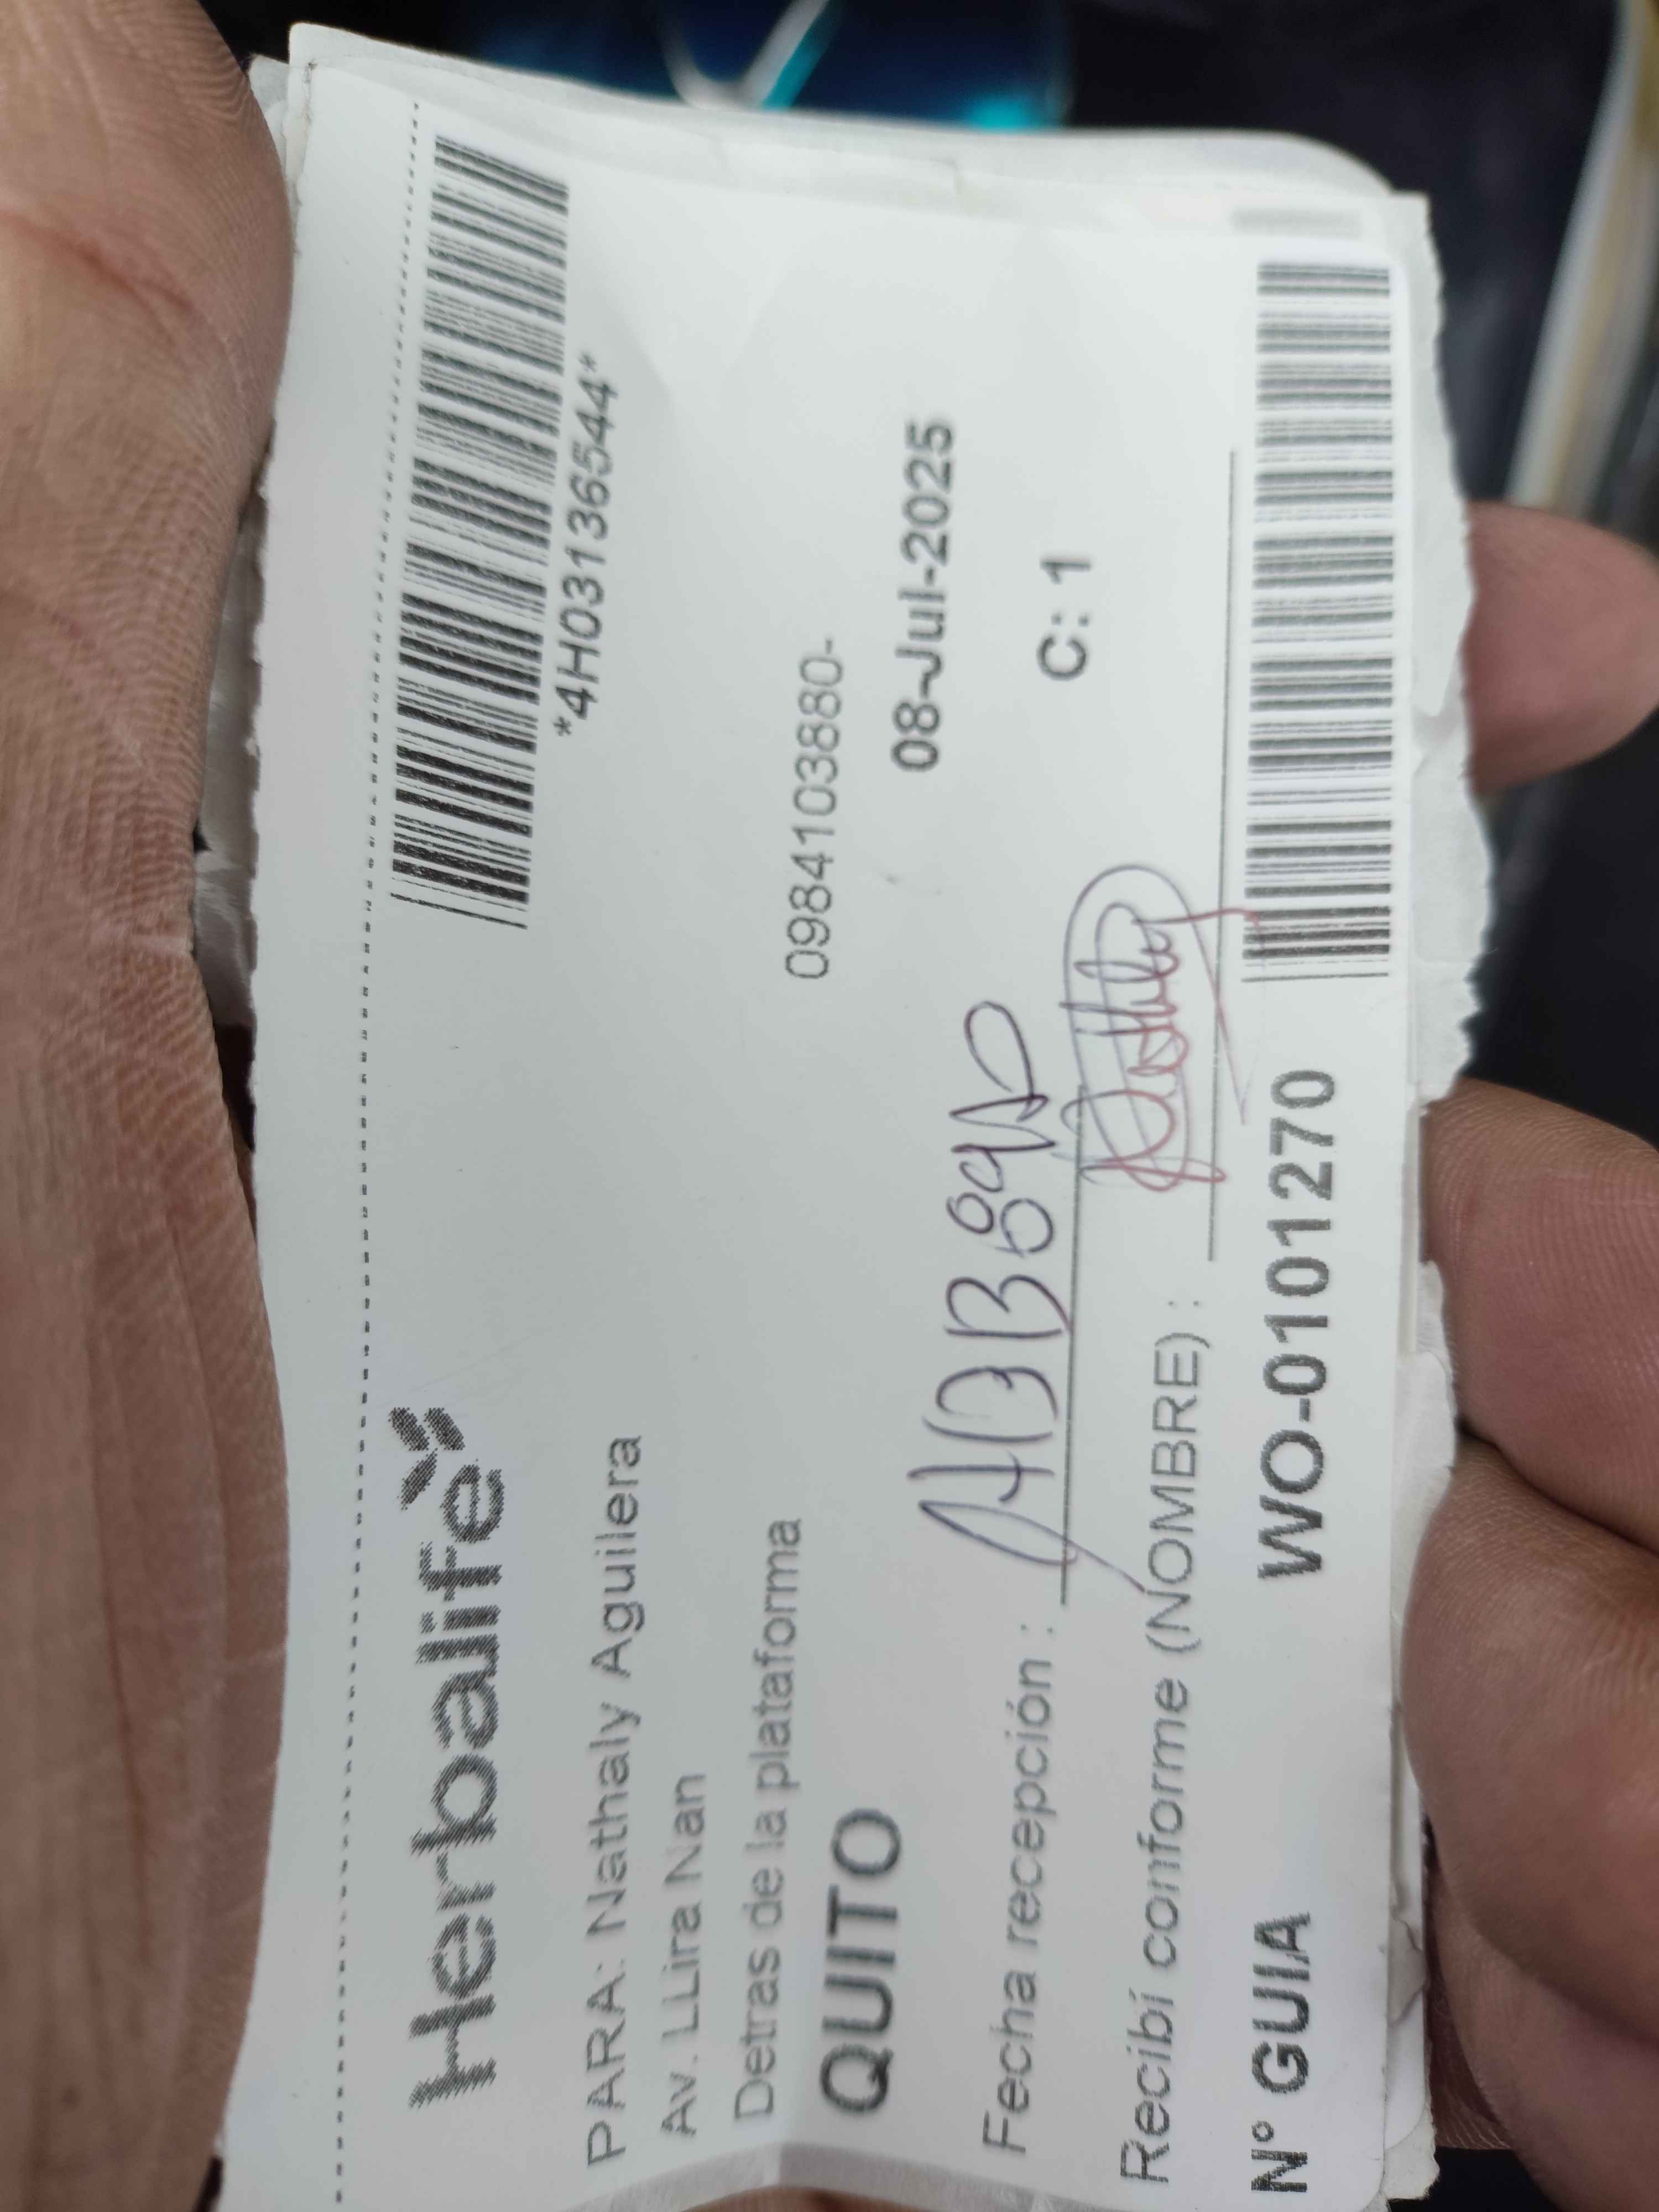 Herbalife
*4H03136544*
PARA: Nathaly Aguilera
Av. LLira Nan
Detras de la plataforma
0984103880-
QUITO
08-Jul-2025
Fecha recepción :
C: 1
Recibí conforme (NOMBRE) :
N° GUIA WO-0101270